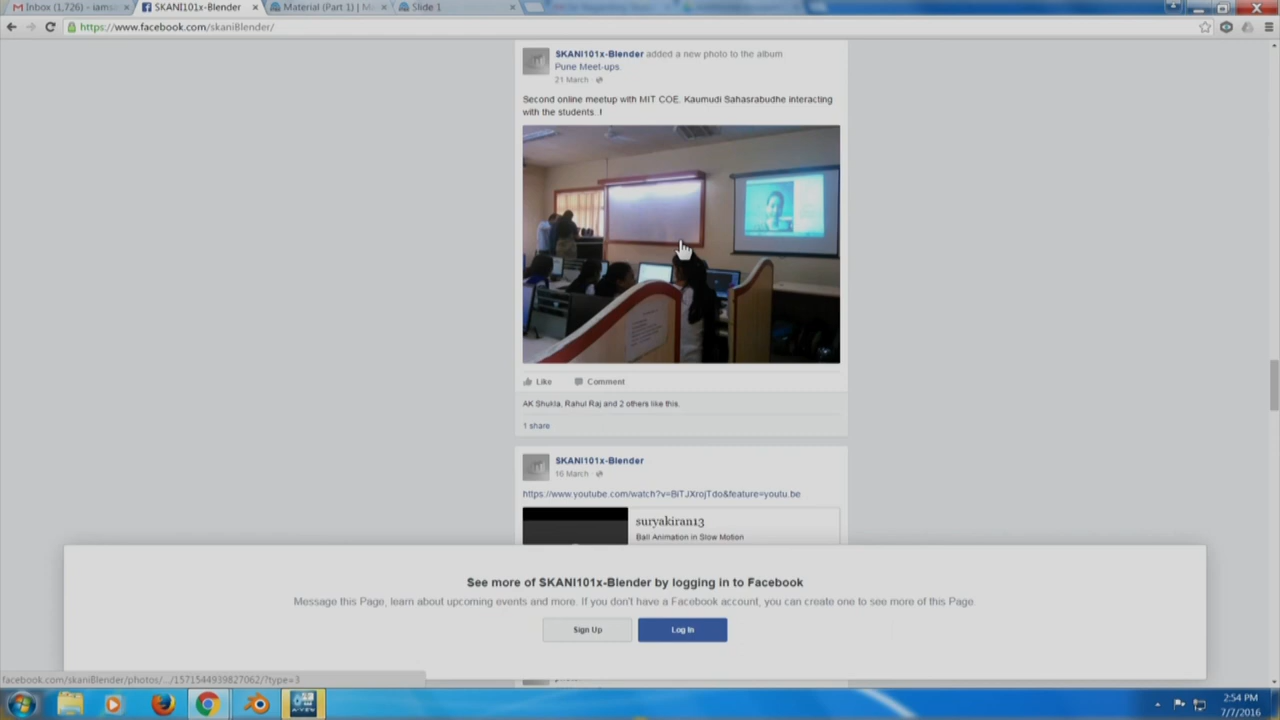 Inbox (1,726) - iams
SKANI101x-Blender
Material (Part 1) | M
Slide 1
https://www.facebook.com/skaniBlender/
SKANI101x-Blender added a new photo to the album
Pune Meet-ups.
21 March
Second online meetup with MIT COE. Kaumudi Sahasrabudhe interacting
with the students. !
Like Comment
AK Shukla, Rahul Raj and 2 others like this.
1 share
SKANI101x-Blender
16 March
https://www.youtube.com/watch?v=BiTJXrojTdo&feature=youtu.be
suryakiran13
Ball Animation in Slow Motion
See more of SKANI101x-Blender by logging in to Facebook
Message this Page, learn about upcoming events and more. If you don't have a Facebook account, you can create one to see more of this Page.
Sign Up Log In
facebook.com/skaniBlender/photos/.../1571544939827062/?type=3
2:54 PM
7/7/2016